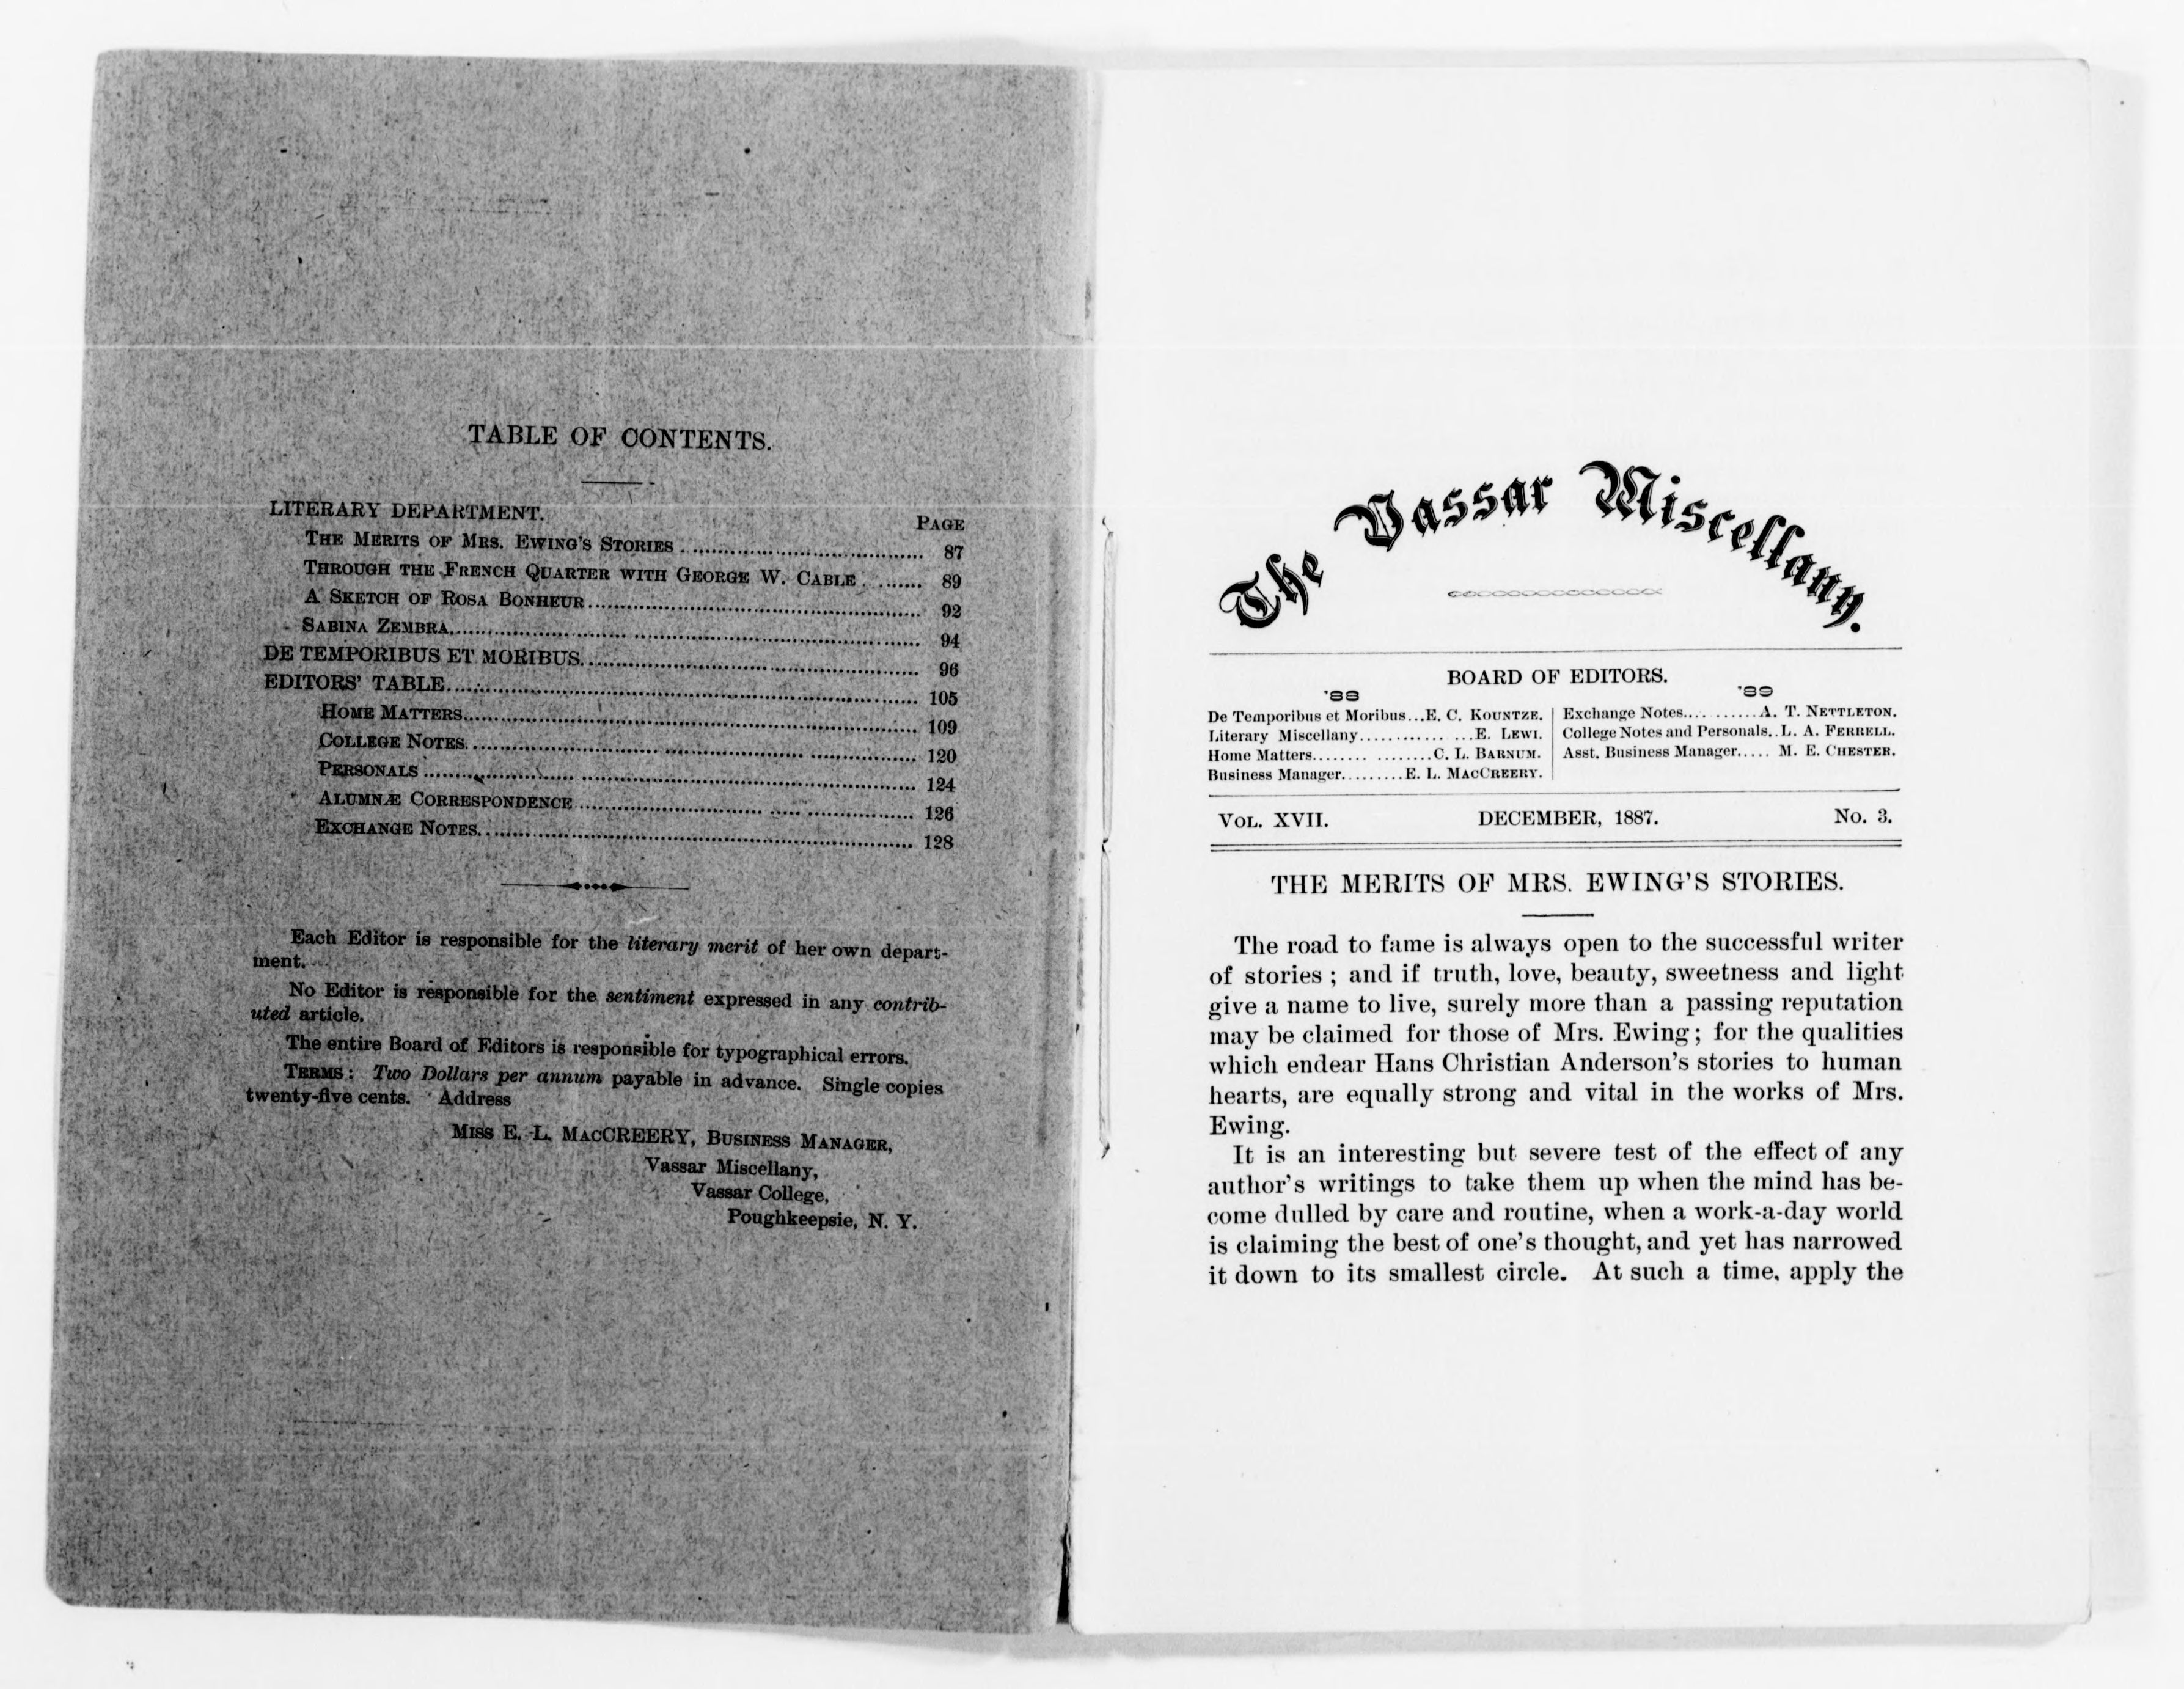 TABLE OF CONTENTS.
LITERARY DEPARTMENT.
PAGE
THE MERITS OF MRS. EWING'S STORIES ........ 87
THROUGH THE FRENCH QUARTER WITH GEORGE W. CABLE ........ 89
A SKETCH OF ROSA BONHEUR ........ 92
SABINA ZEMBRA ........ 94
DE TEMPORIBUS ET MORIBUS ........ 96
EDITORS' TABLE ........ 105
HOME MATTERS ........ 109
COLLEGE NOTES ........ 120
PERSONALS ........ 124
ALUMNÆ CORRESPONDENCE ........ 126
EXCHANGE NOTES ........ 128
Each Editor is responsible for the literary merit of her own depart-
ment.
No Editor is responsible for the sentiment expressed in any contrib-
uted article.
The entire Board of Editors is responsible for typographical errors.
TERMS: Two Dollars per annum payable in advance. Single copies
twenty-five cents. Address
MISS E. L. MACCREERY, BUSINESS MANAGER,
Vassar Miscellany,
Vassar College,
Poughkeepsie, N. Y.
The Vassar Miscellany.
BOARD OF EDITORS.
'88
De Temporibus et Moribus...E. C. KOUNTZE.
Literary Miscellany...............E. LEWI.
Home Matters.................C. L. BARNUM.
Business Manager.........E. L. MACCREERY.
'89
Exchange Notes.............A. T. NETTLETON.
College Notes and Personals..L. A. FERRELL.
Asst. Business Manager..... M. E. CHESTER.
VOL. XVII. DECEMBER, 1887. No. 3.
THE MERITS OF MRS. EWING'S STORIES.
The road to fame is always open to the successful writer
of stories ; and if truth, love, beauty, sweetness and light
give a name to live, surely more than a passing reputation
may be claimed for those of Mrs. Ewing ; for the qualities
which endear Hans Christian Anderson's stories to human
hearts, are equally strong and vital in the works of Mrs.
Ewing.
It is an interesting but severe test of the effect of any
author's writings to take them up when the mind has be-
come dulled by care and routine, when a work-a-day world
is claiming the best of one's thought, and yet has narrowed
it down to its smallest circle. At such a time, apply the